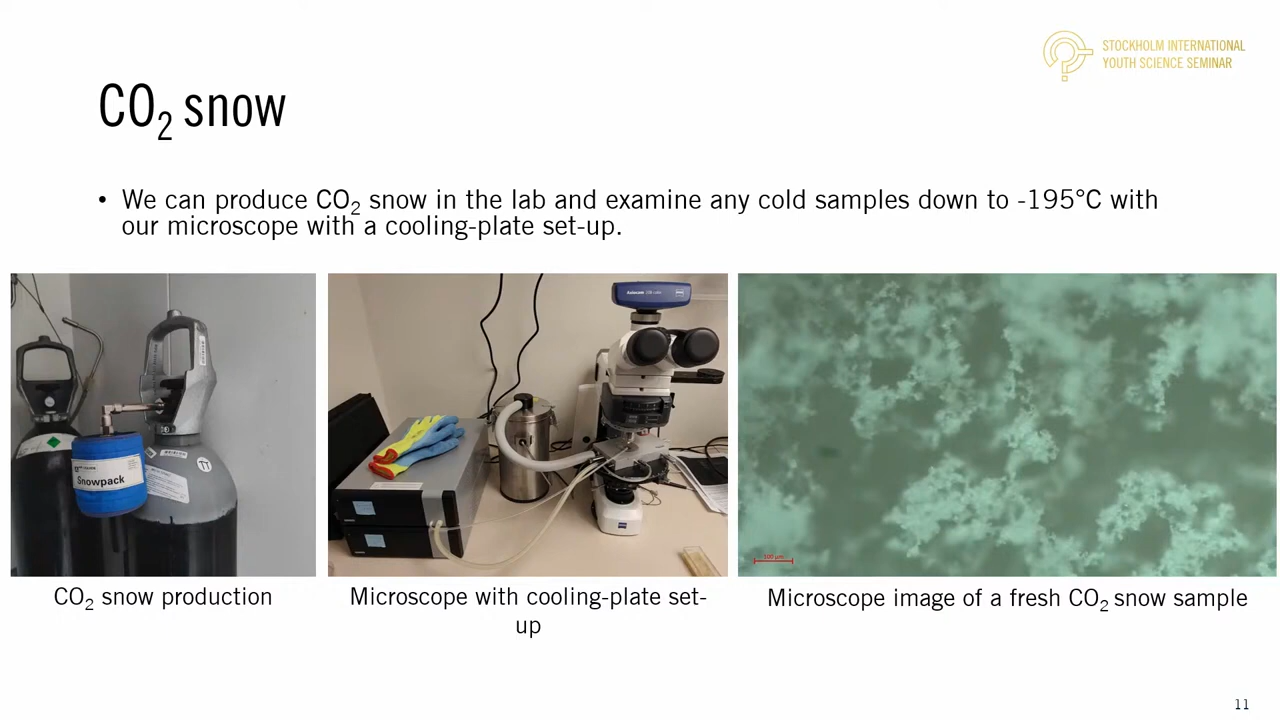 STOCKHOLM INTERNATIONAL
YOUTH SCIENCE SEMINAR
CO₂ snow
• We can produce CO₂ snow in the lab and examine any cold samples down to -195°C with
our microscope with a cooling-plate set-up.
Snowpack
100 µm
CO₂ snow production
Microscope with cooling-plate set-
up
Microscope image of a fresh CO₂ snow sample
11